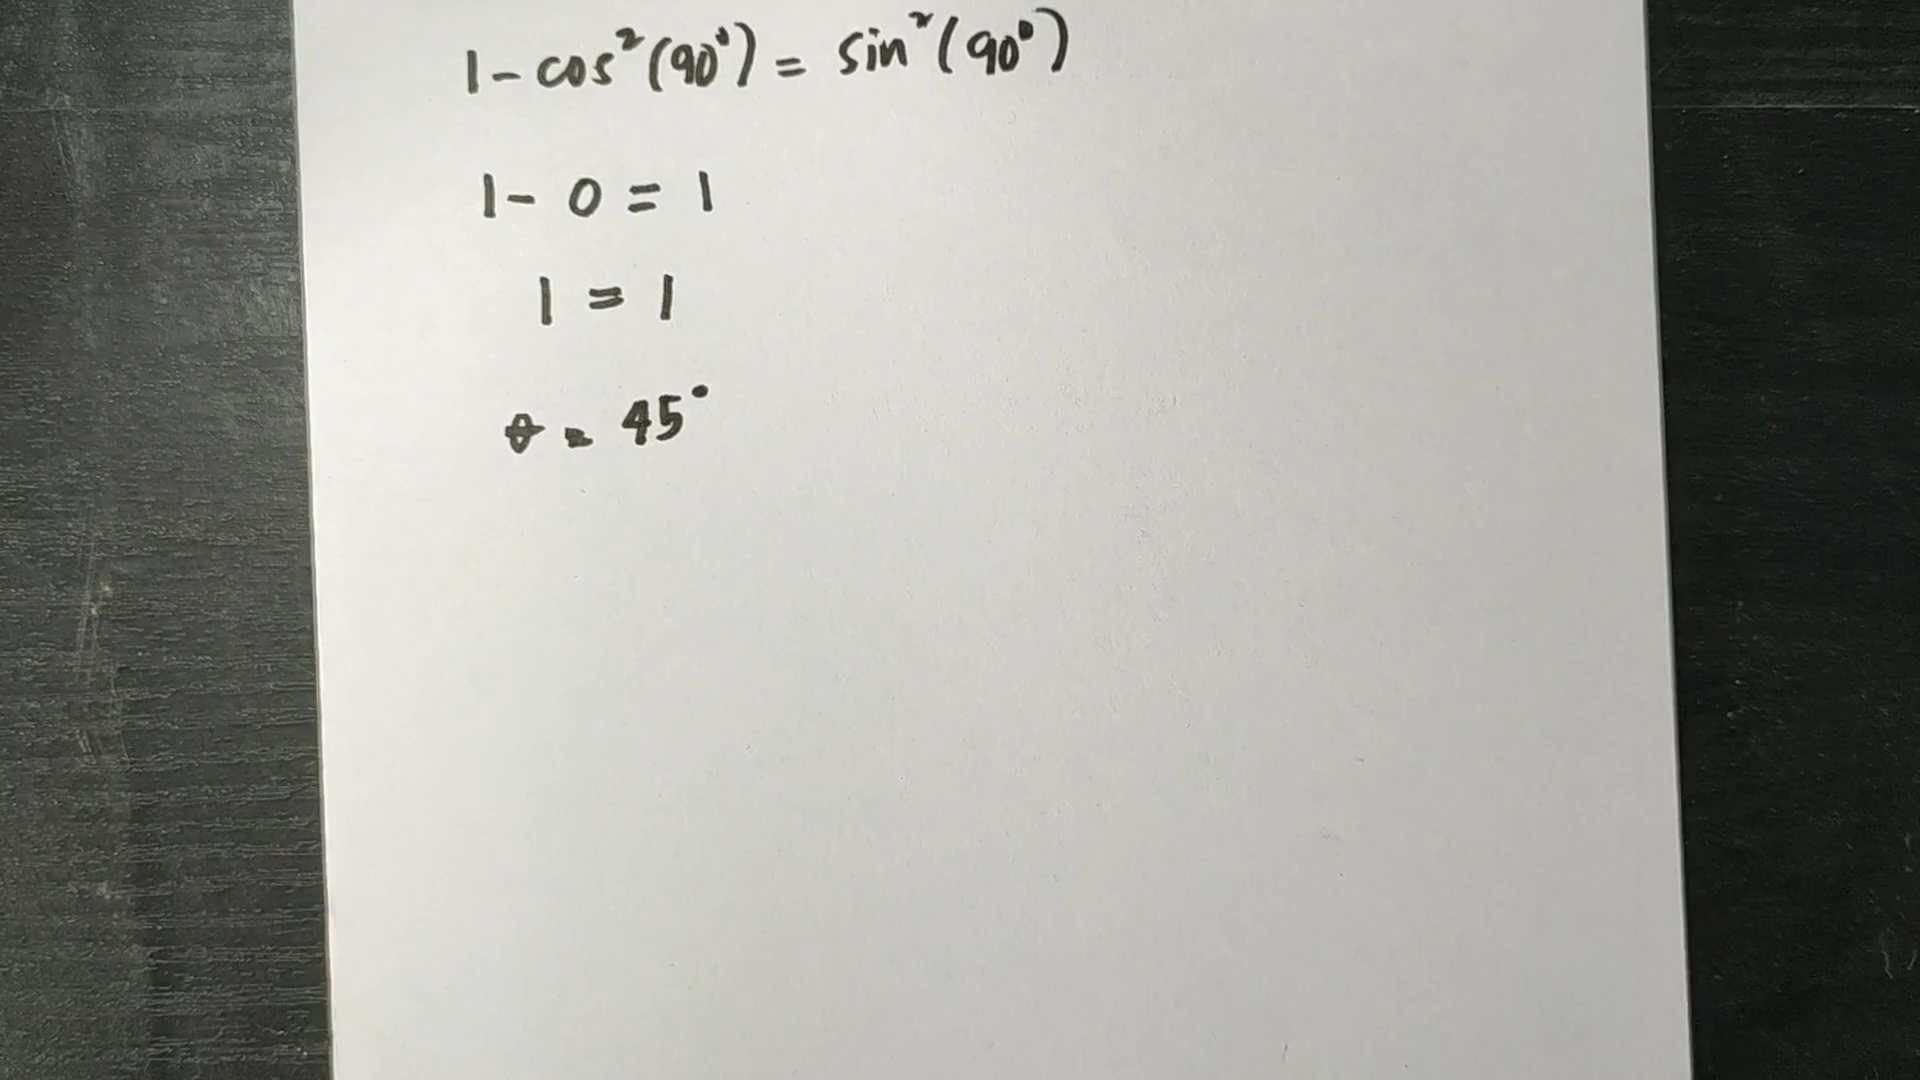 1 - cos²(90°) = sin²(90°)
1 - 0 = 1
1 = 1
θ = 45°